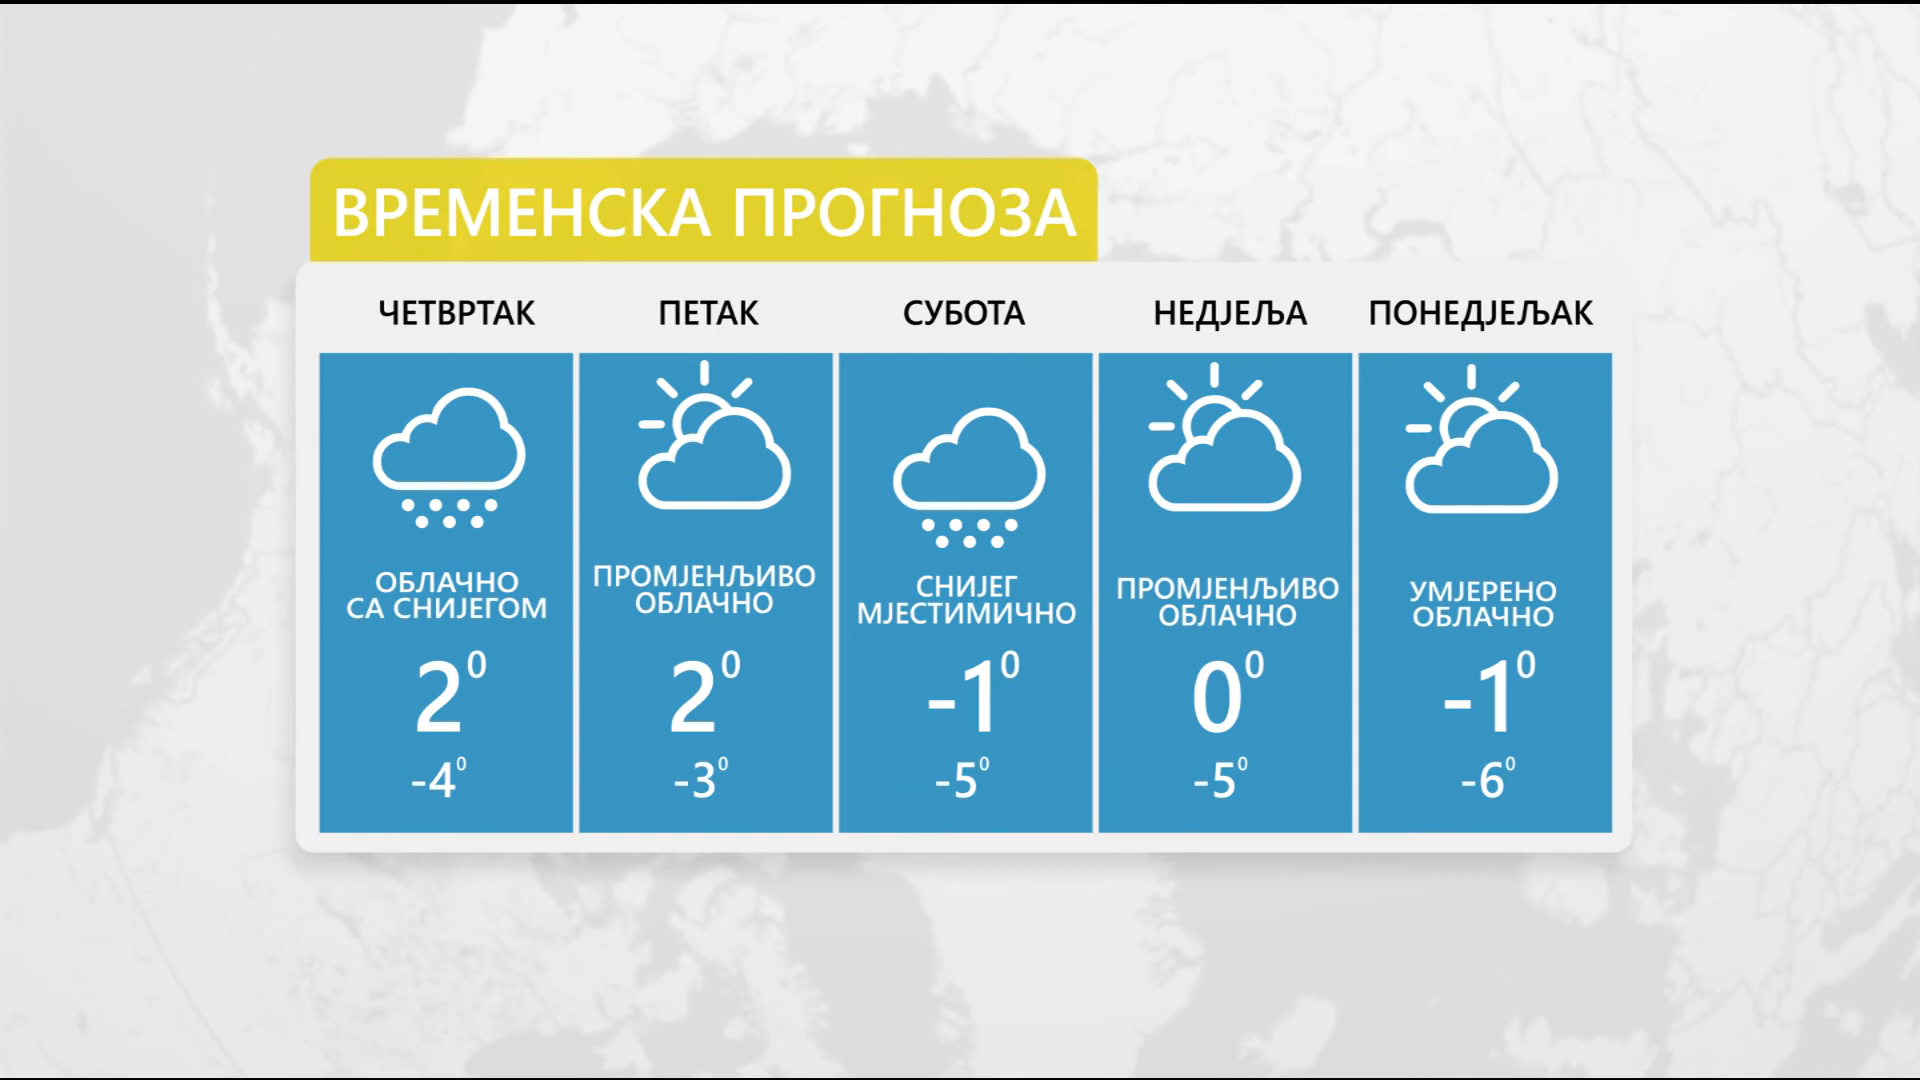 ВРЕМЕНСКА ПРОГНОЗА
ЧЕТВРТАК
ПЕТАК
СУБОТА
НЕДЈЕЉА
ПОНЕДЈЕЉАК
ОБЛАЧНО
СА СНИЈЕГОМ
2⁰
-4⁰
ПРОМЈЕНЉИВО
ОБЛАЧНО
2⁰
-3⁰
СНИЈЕГ
МЈЕСТИМИЧНО
-1⁰
-5⁰
ПРОМЈЕНЉИВО
ОБЛАЧНО
0⁰
-5⁰
УМЈЕРЕНО
ОБЛАЧНО
-1⁰
-6⁰